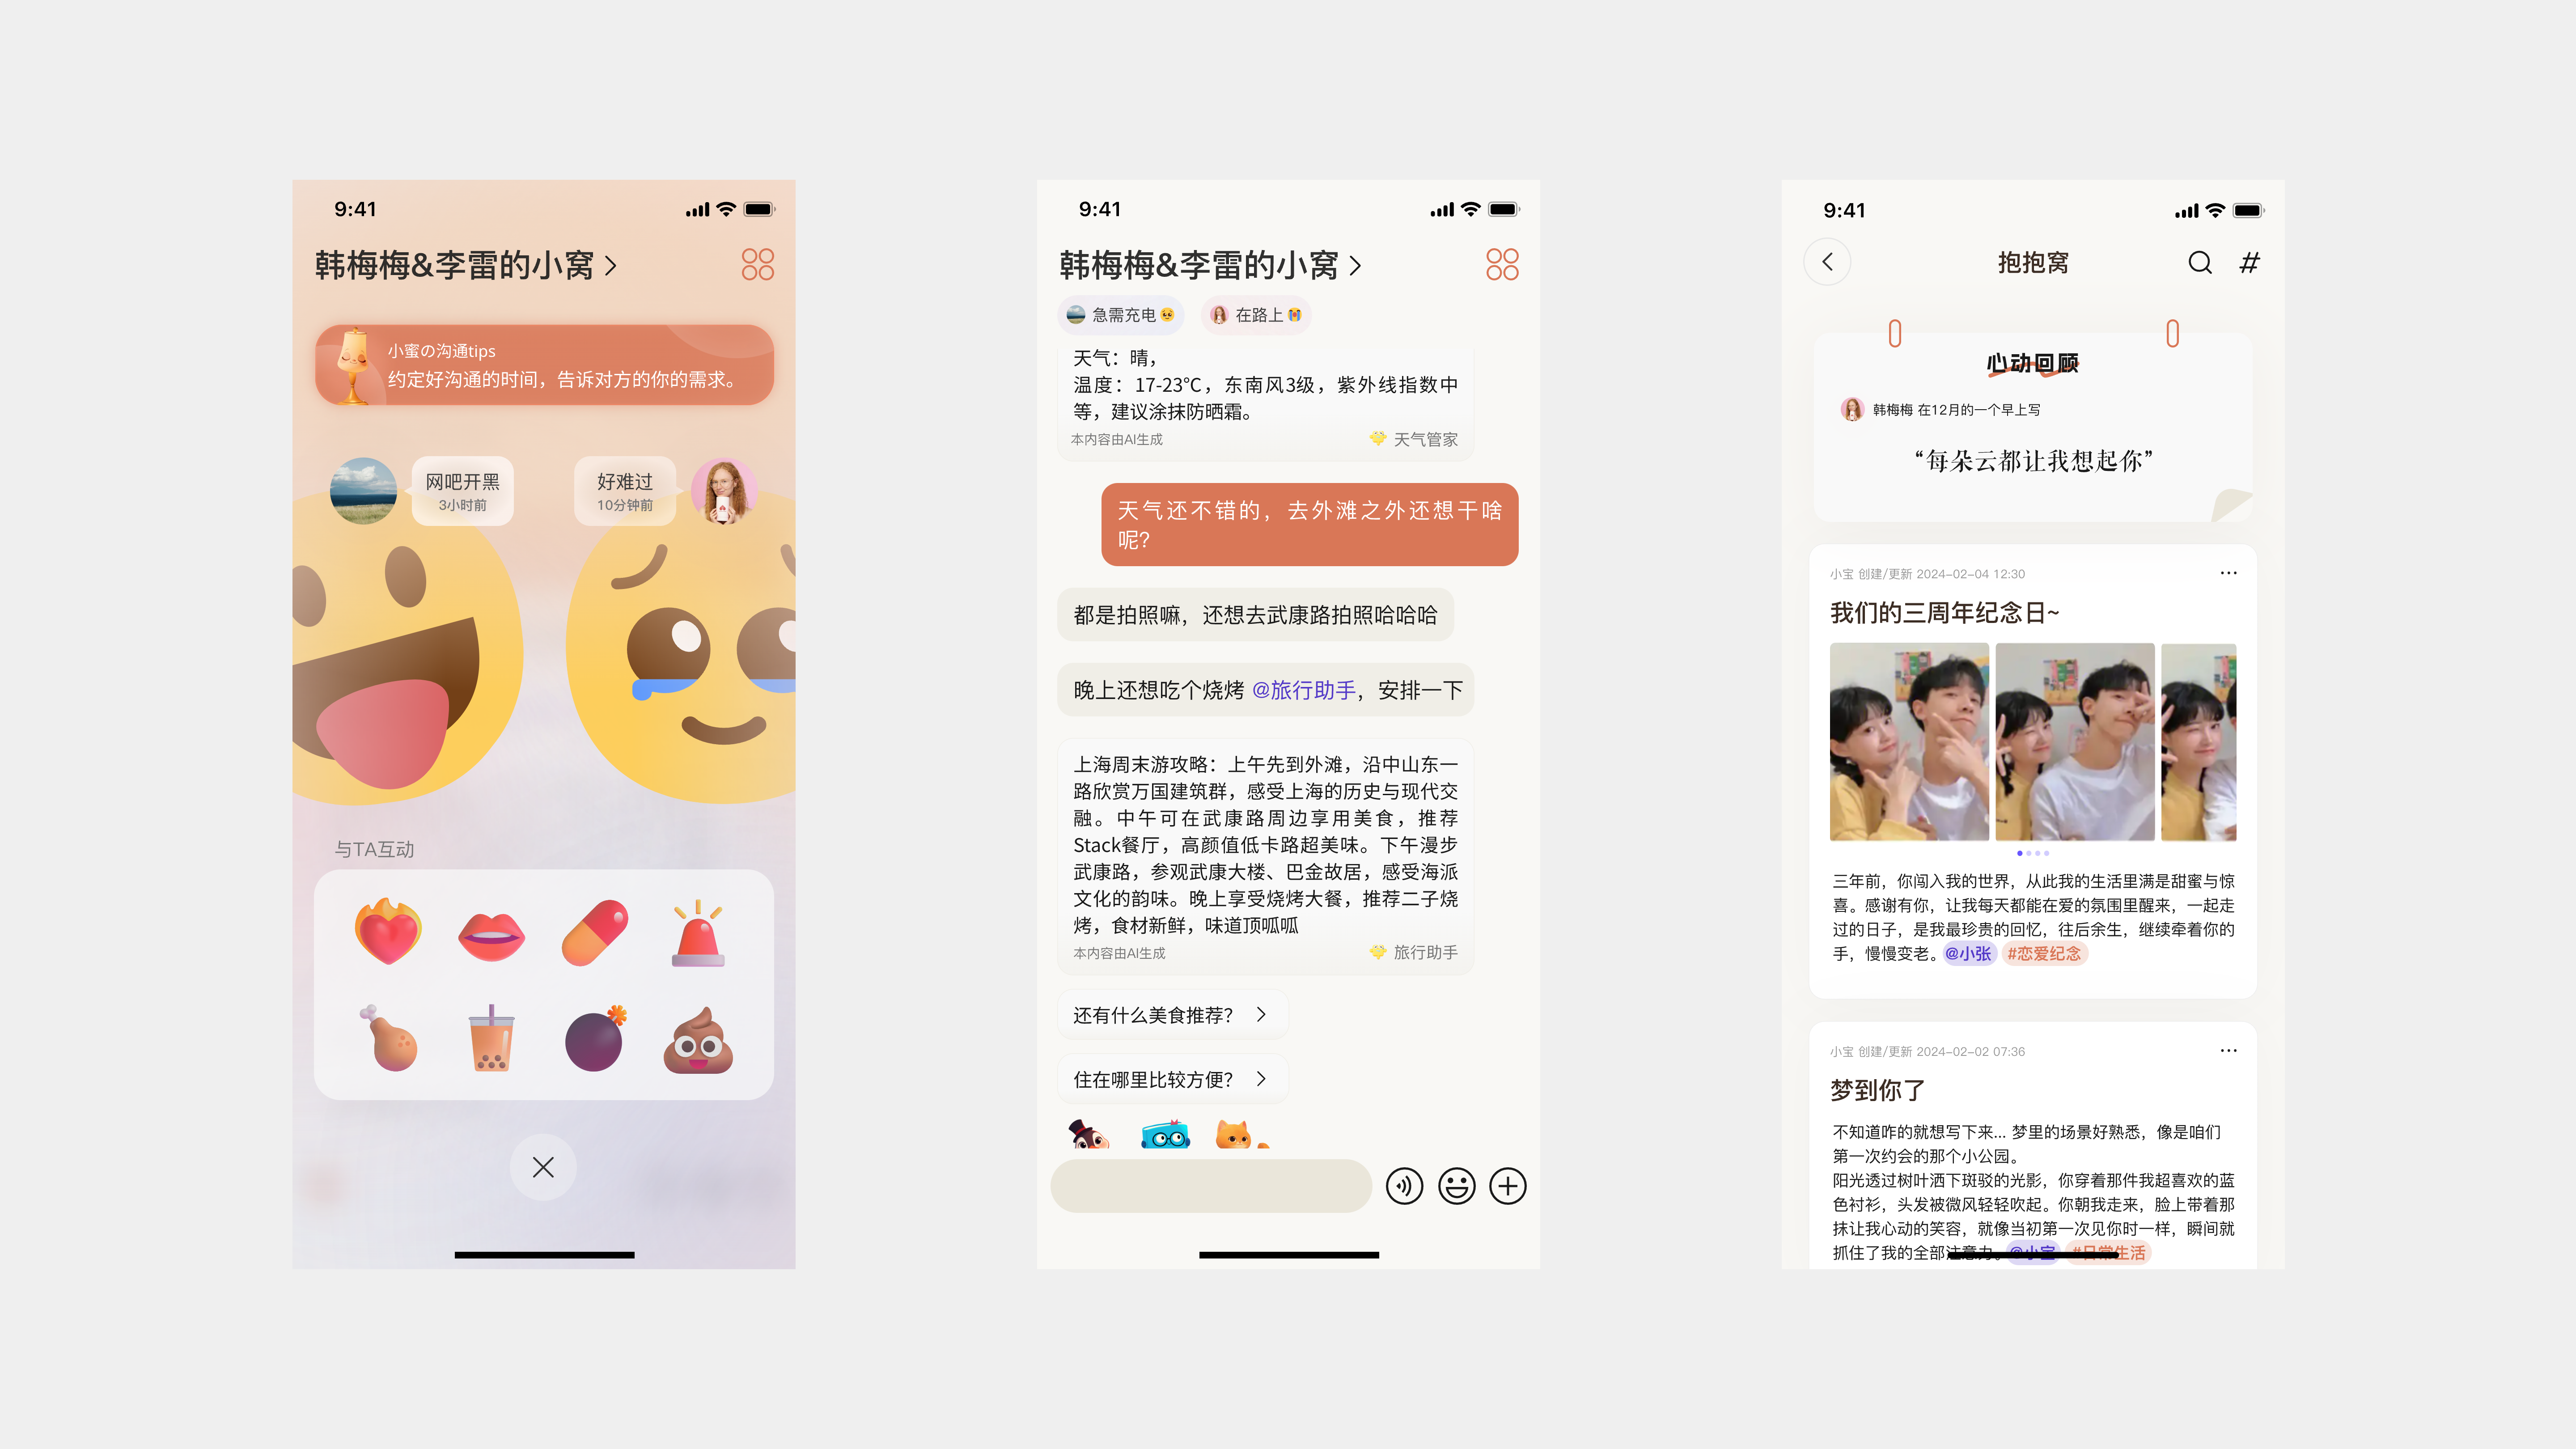 9:41
韩梅梅&李雷的小窝
小蜜の沟通tips
约定好沟通的时间，告诉对方的你的需求。
网吧开黑
3小时前
好难过
10分钟前
与TA互动
9:41
韩梅梅&李雷的小窝
急需充电
在路上
天气：晴，
温度：17-23℃，东南风3级，紫外线指数中
等，建议涂抹防晒霜。
本内容由AI生成
天气管家
天气还不错的，去外滩之外还想干啥
呢？
都是拍照嘛，还想去武康路拍照哈哈哈
晚上还想吃个烧烤 @旅行助手，安排一下
上海周末游攻略：上午先到外滩，沿中山东一
路欣赏万国建筑群，感受上海的历史与现代交
融。中午可在武康路周边享用美食，推荐
Stack餐厅，高颜值低卡路超美味。下午漫步
武康路，参观武康大楼、巴金故居，感受海派
文化的韵味。晚上享受烧烤大餐，推荐二子烧
烤，食材新鲜，味道顶呱呱
本内容由AI生成
旅行助手
还有什么美食推荐？
住在哪里比较方便？
9:41
抱抱窝
#
心动回顾
韩梅梅 在12月的一个早上写
“每朵云都让我想起你”
小宝 创建/更新 2024-02-04 12:30
我们的三周年纪念日~
三年前，你闯入我的世界，从此我的生活里满是甜蜜与惊
喜。感谢有你，让我每天都能在爱的氛围里醒来，一起走
过的日子，是我最珍贵的回忆，往后余生，继续牵着你的
手，慢慢变老。@小张 #恋爱纪念
小宝 创建/更新 2024-02-02 07:36
梦到你了
不知道咋的就想写下来... 梦里的场景好熟悉，像是咱们
第一次约会的那个小公园。
阳光透过树叶洒下斑驳的光影，你穿着那件我超喜欢的蓝
色衬衫，头发被微风轻轻吹起。你朝我走来，脸上带着那
抹让我心动的笑容，就像当初第一次见你时一样，瞬间就
抓住了我的全部注意力。@小宝 #日常生活